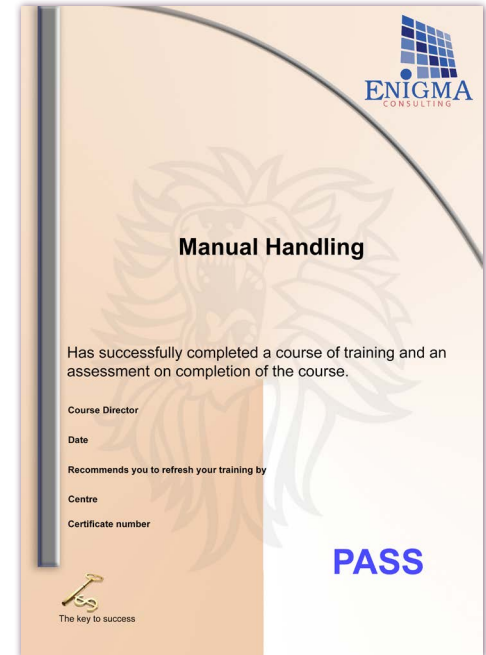 ENIGMA
CONSULTING
Manual Handling
Has successfully completed a course of training and an
assessment on completion of the course.
Course Director
Date
Recommends you to refresh your training by
Centre
Certificate number
PASS
The key to success